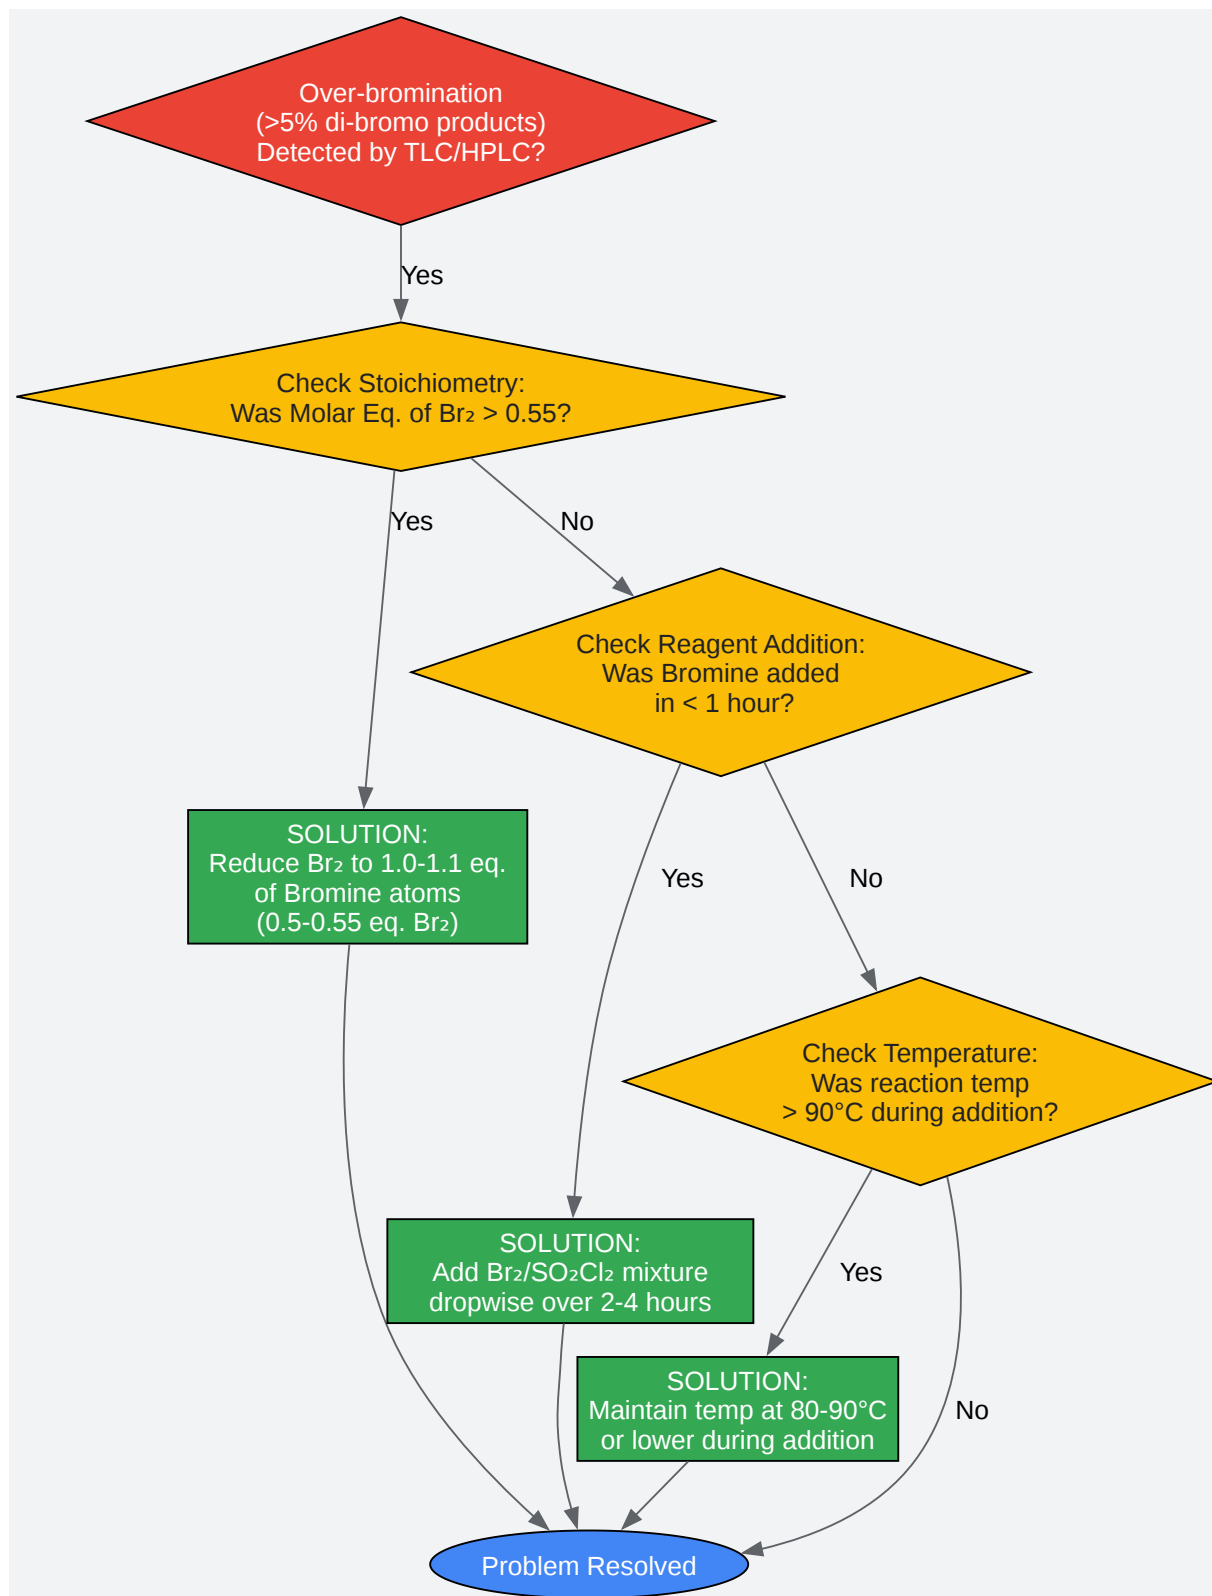 Over-bromination
(>5% di-bromo products)
Detected by TLC/HPLC?
Yes
Check Stoichiometry:
Was Molar Eq. of Br₂ > 0.55?
Yes
No
Check Reagent Addition:
Was Bromine added
in < 1 hour?
SOLUTION:
Reduce Br₂ to 1.0-1.1 eq.
of Bromine atoms
(0.5-0.55 eq. Br₂)
Yes
No
Check Temperature:
Was reaction temp
> 90°C during addition?
SOLUTION:
Add Br₂/SO₂Cl₂ mixture
dropwise over 2-4 hours
Yes
SOLUTION:
Maintain temp at 80-90°C
or lower during addition
No
Problem Resolved